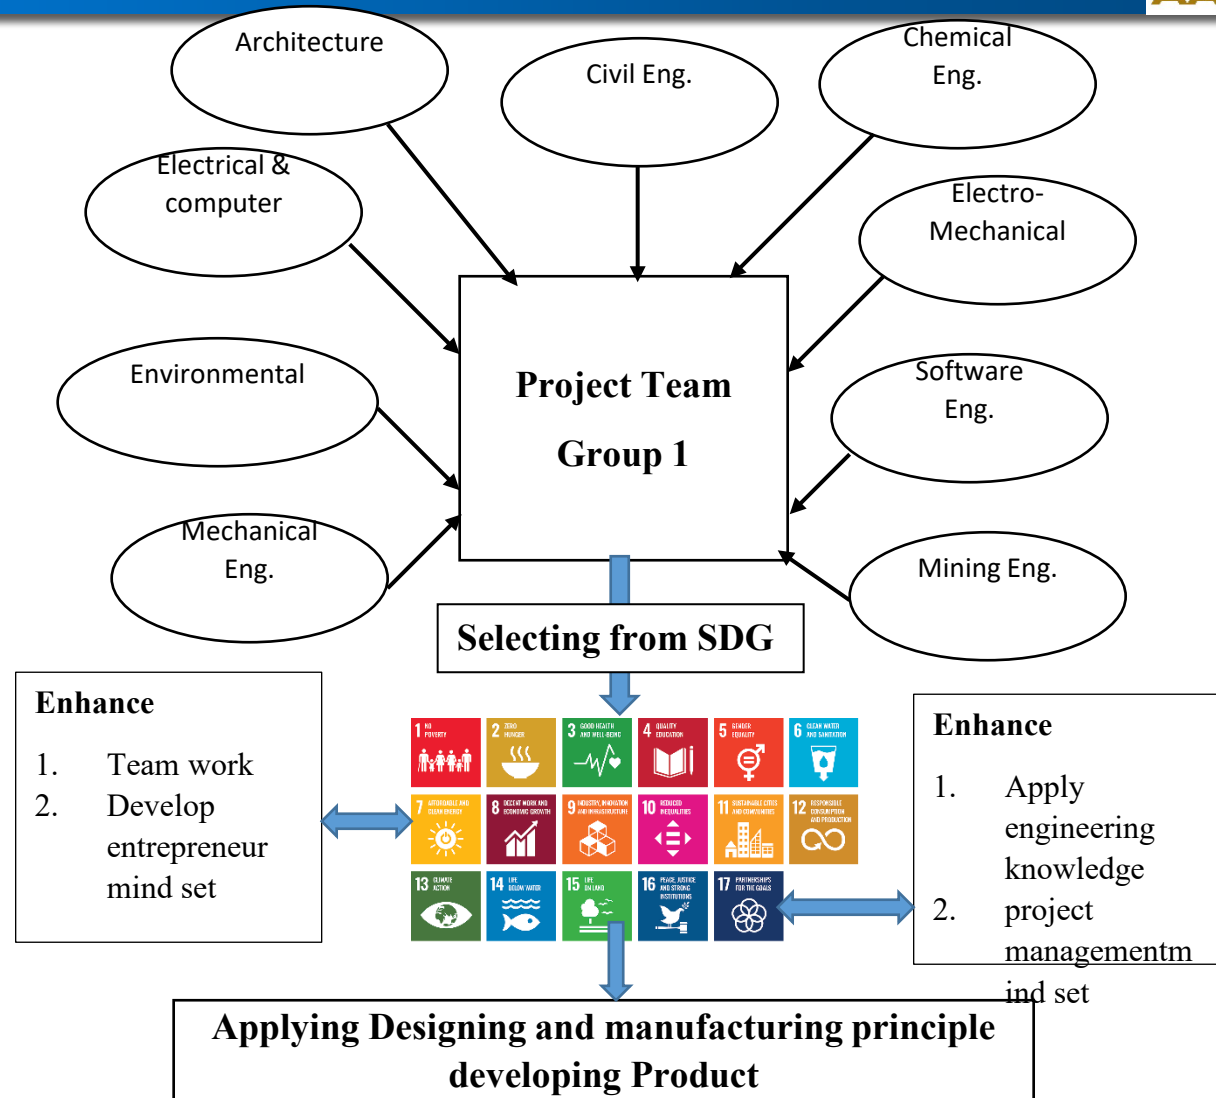 Architecture
Civil Eng.
Chemical
Eng.
Electrical &
computer
Electro-
Mechanical
Environmental
Software
Eng.
Mechanical
Eng.
Mining Eng.
Project Team
Group 1
Selecting from SDG
Enhance
1. Team work
2. Develop
entrepreneur
mind set
1 NO
POVERTY
2 ZERO
HUNGER
3 GOOD HEALTH
AND WELL-BEING
4 QUALITY
EDUCATION
5 GENDER
EQUALITY
6 CLEAN WATER
AND SANITATION
7 AFFORDABLE AND
CLEAN ENERGY
8 DECENT WORK AND
ECONOMIC GROWTH
9 INDUSTRY, INNOVATION
AND INFRASTRUCTURE
10 REDUCED
INEQUALITIES
11 SUSTAINABLE CITIES
AND COMMUNITIES
12 RESPONSIBLE
CONSUMPTION
AND PRODUCTION
13 CLIMATE
ACTION
14 LIFE
BELOW WATER
15 LIFE
ON LAND
16 PEACE, JUSTICE
AND STRONG
INSTITUTIONS
17 PARTNERSHIPS
FOR THE GOALS
Enhance
1. Apply
engineering
knowledge
2. project
managementm
ind set
Applying Designing and manufacturing principle
developing Product